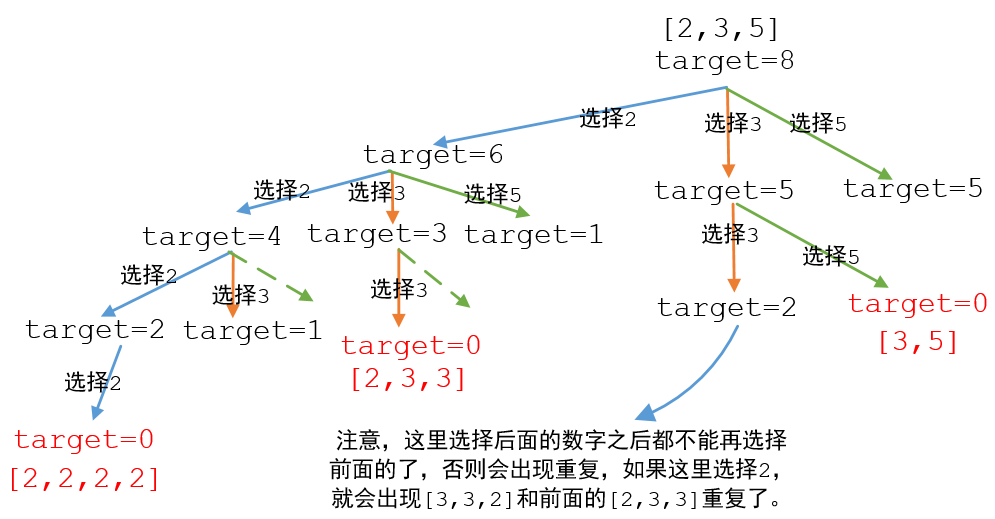 [2,3,5]
target=8
选择2
选择3
选择5
target=6
target=5
target=5
选择2
选择3
选择5
选择3
选择5
target=4
target=3
target=1
target=2
target=0
[3,5]
选择2
选择3
选择3
target=2
target=1
target=0
[2,3,3]
选择2
target=0
[2,2,2,2]
注意，这里选择后面的数字之后都不能再选择
前面的了，否则会出现重复，如果这里选择2，
就会出现[3,3,2]和前面的[2,3,3]重复了。